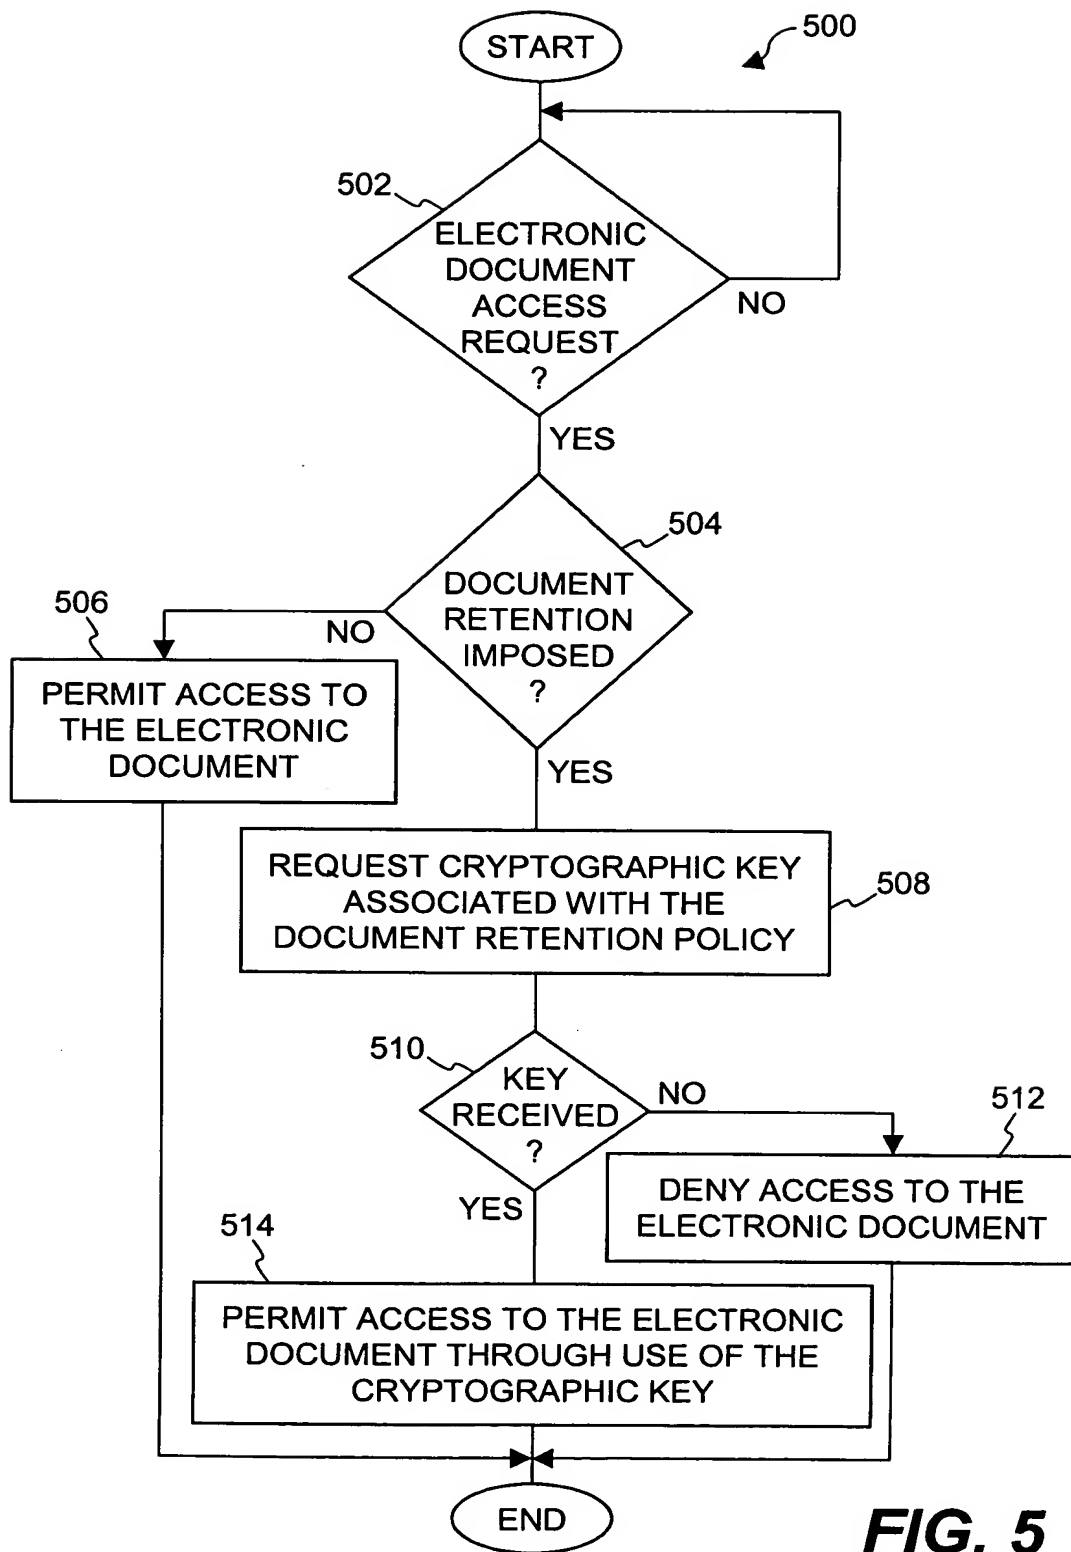 START
500
502
ELECTRONIC
DOCUMENT
ACCESS
REQUEST
?
NO
YES
504
DOCUMENT
RETENTION
IMPOSED
?
NO
506
PERMIT ACCESS TO
THE ELECTRONIC
DOCUMENT
YES
REQUEST CRYPTOGRAPHIC KEY
ASSOCIATED WITH THE
DOCUMENT RETENTION POLICY
508
510
KEY
RECEIVED
?
NO
512
DENY ACCESS TO THE
ELECTRONIC DOCUMENT
YES
514
PERMIT ACCESS TO THE ELECTRONIC
DOCUMENT THROUGH USE OF THE
CRYPTOGRAPHIC KEY
END
FIG. 5